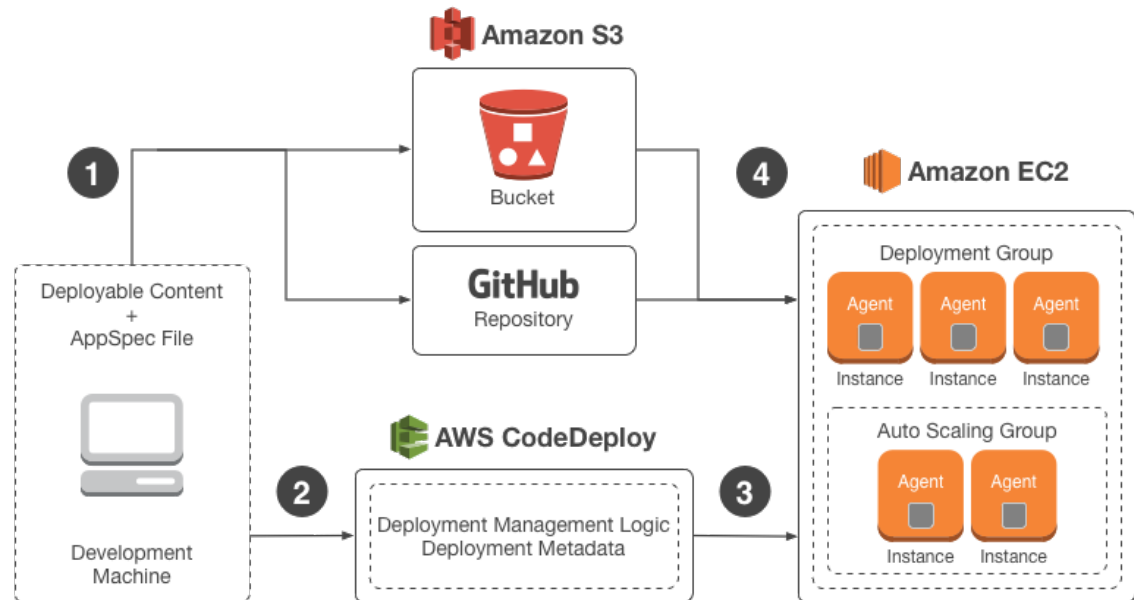 Amazon S3
1
Bucket
4
Amazon EC2
GitHub
Repository
Deployable Content
+
AppSpec File
Development
Machine
2
AWS CodeDeploy
Deployment Management Logic
Deployment Metadata
3
Deployment Group
Agent Agent Agent
Instance Instance Instance
Auto Scaling Group
Agent Agent
Instance Instance